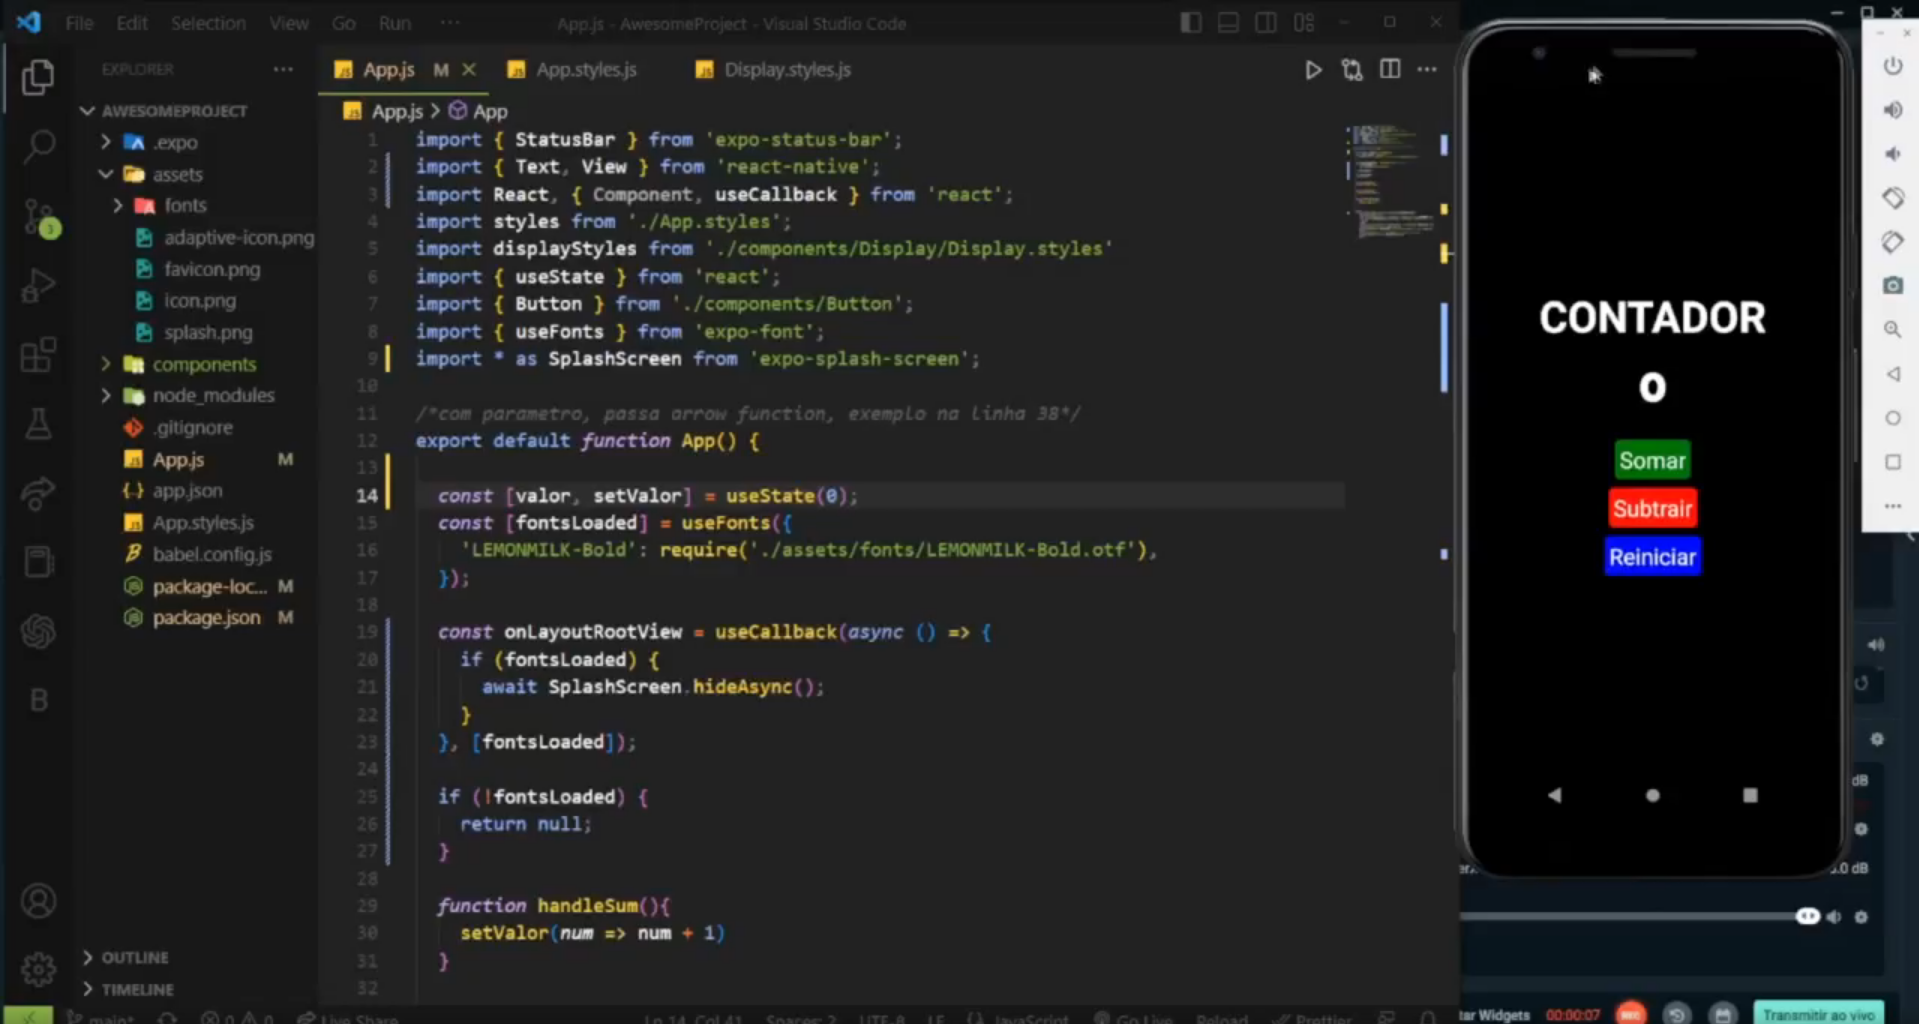 File Edit Selection View Go Run ··· App.js - AwesomeProject - Visual Studio Code
EXPLORER ···
AWESOMEPROJECT
.expo
assets
fonts
adaptive-icon.png
favicon.png
icon.png
splash.png
components
node_modules
.gitignore
App.js M
app.json
App.styles.js
babel.config.js
package-loc... M
package.json M
OUTLINE
TIMELINE
3
B
App.js M App.styles.js Display.styles.js
App.js > App
1 import { StatusBar } from 'expo-status-bar';
2 import { Text, View } from 'react-native';
3 import React, { Component, useCallback } from 'react';
4 import styles from './App.styles';
5 import displayStyles from './components/Display/Display.styles'
6 import { useState } from 'react';
7 import { Button } from './components/Button';
8 import { useFonts } from 'expo-font';
9 import * as SplashScreen from 'expo-splash-screen';
10
11 /*com parametro, passa arrow function, exemplo na linha 38*/
12 export default function App() {
13
14 const [valor, setValor] = useState(0);
15 const [fontsLoaded] = useFonts({
16 'LEMONMILK-Bold': require('./assets/fonts/LEMONMILK-Bold.otf'),
17 });
18
19 const onLayoutRootView = useCallback(async () => {
20 if (fontsLoaded) {
21 await SplashScreen.hideAsync();
22 }
23 }, [fontsLoaded]);
24
25 if (!fontsLoaded) {
26 return null;
27 }
28
29 function handleSum(){
30 setValor(num => num + 1)
31 }
32
main* 0 0 Live Share Ln 14, Col 41 Spaces: 2 UTF-8 LF {} JavaScript Go Live Reload Prettier
CONTADOR
0
Somar
Subtrair
Reiniciar
dB
.0 dB
tar Widgets 00:00:07 REC Transmitir ao vivo